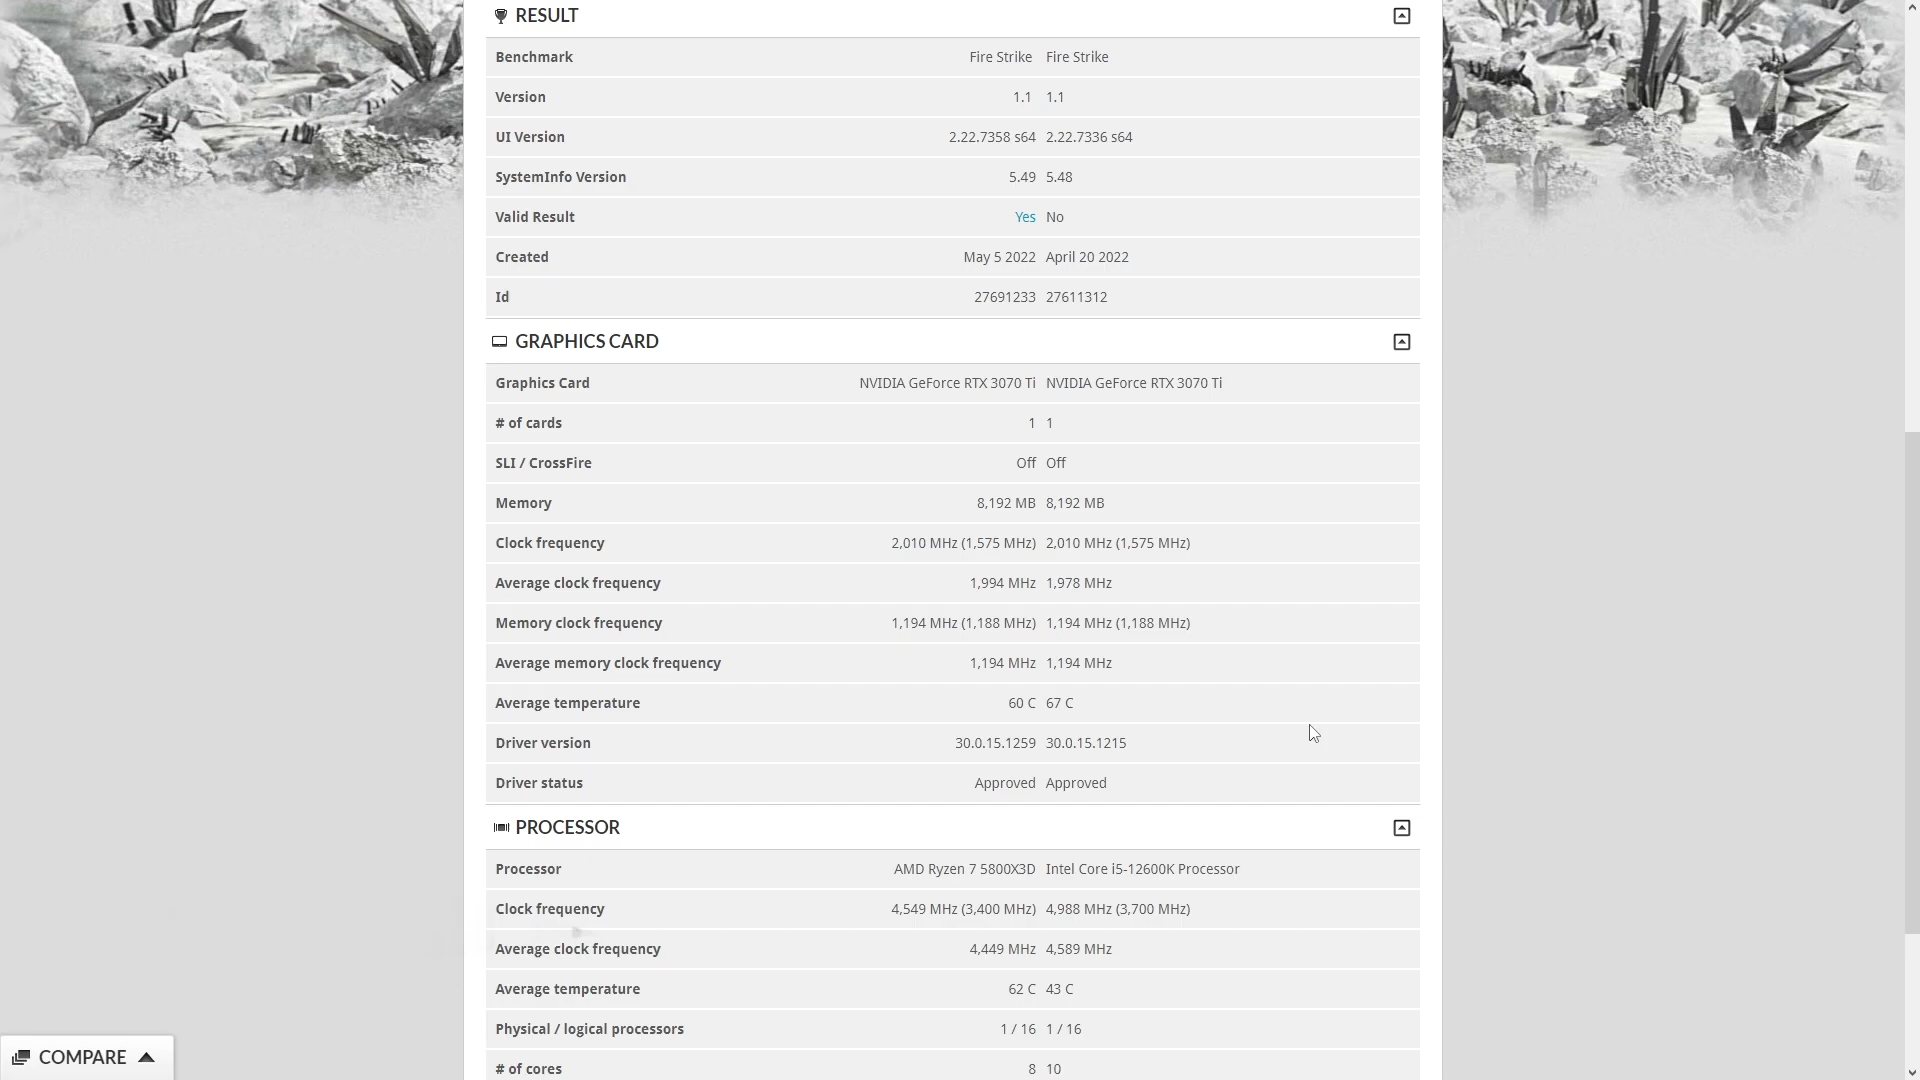 RESULT
Benchmark Fire Strike Fire Strike
Version 1.1 1.1
UI Version 2.22.7358 s64 2.22.7336 s64
SystemInfo Version 5.49 5.48
Valid Result Yes No
Created May 5 2022 April 20 2022
Id 27691233 27611312
GRAPHICS CARD
Graphics Card NVIDIA GeForce RTX 3070 Ti NVIDIA GeForce RTX 3070 Ti
# of cards 1 1
SLI / CrossFire Off Off
Memory 8,192 MB 8,192 MB
Clock frequency 2,010 MHz (1,575 MHz) 2,010 MHz (1,575 MHz)
Average clock frequency 1,994 MHz 1,978 MHz
Memory clock frequency 1,194 MHz (1,188 MHz) 1,194 MHz (1,188 MHz)
Average memory clock frequency 1,194 MHz 1,194 MHz
Average temperature 60 C 67 C
Driver version 30.0.15.1259 30.0.15.1215
Driver status Approved Approved
PROCESSOR
Processor AMD Ryzen 7 5800X3D Intel Core i5-12600K Processor
Clock frequency 4,549 MHz (3,400 MHz) 4,988 MHz (3,700 MHz)
Average clock frequency 4,449 MHz 4,589 MHz
Average temperature 62 C 43 C
Physical / logical processors 1 / 16 1 / 16
# of cores 8 10
COMPARE